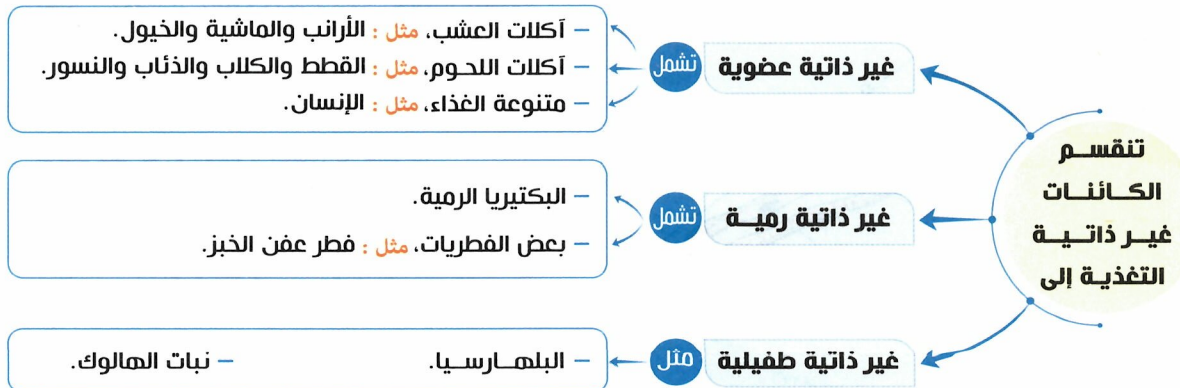 تنقسم
الكائنات
غير ذاتية
التغذية إلى
غير ذاتية عضوية
تشمل
– آكلات العشب، مثل : الأرانب والماشية والخيول.
– آكلات اللحوم، مثل : القطط والكلاب والذئاب والنسور.
– متنوعة الغذاء، مثل : الإنسان.
غير ذاتية رمية
تشمل
– البكتيريا الرمية.
– بعض الفطريات، مثل : فطر عفن الخبز.
غير ذاتية طفيلية
مثل
– البلهارسيا.
– نبات الهالوك.